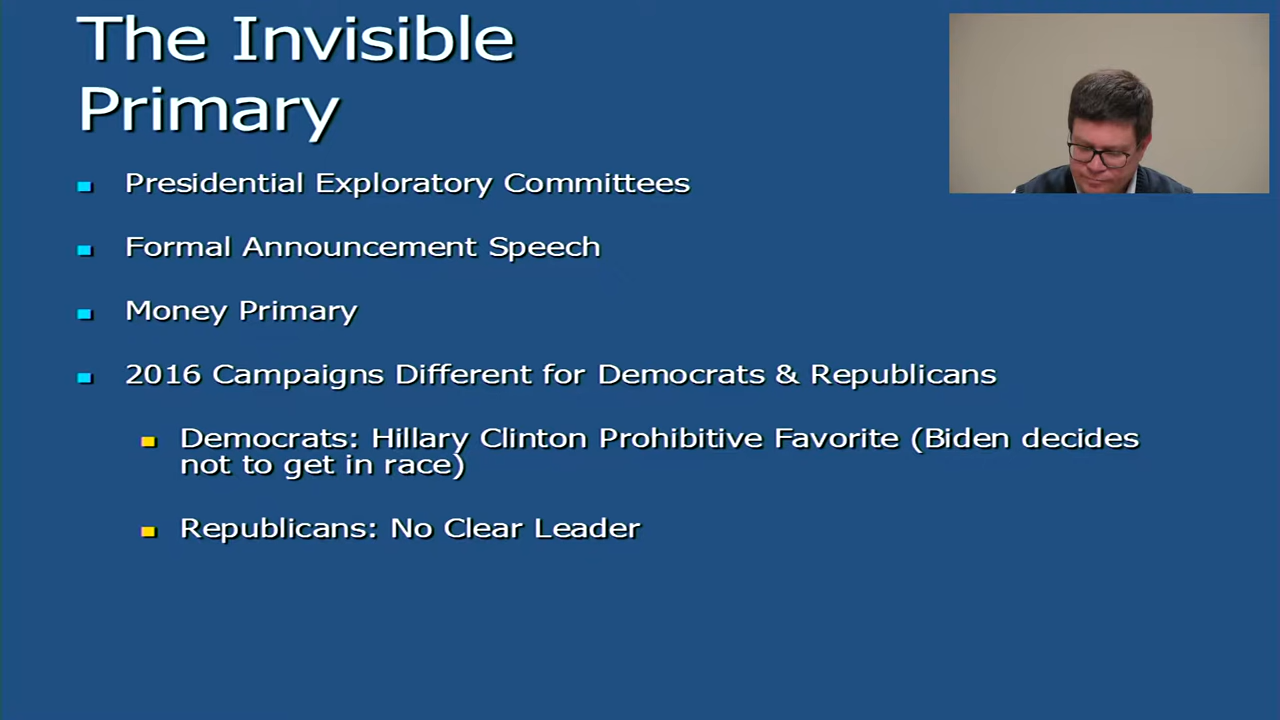 The Invisible
Primary
Presidential Exploratory Committees
Formal Announcement Speech
Money Primary
2016 Campaigns Different for Democrats & Republicans
Democrats: Hillary Clinton Prohibitive Favorite (Biden decides
not to get in race)
Republicans: No Clear Leader